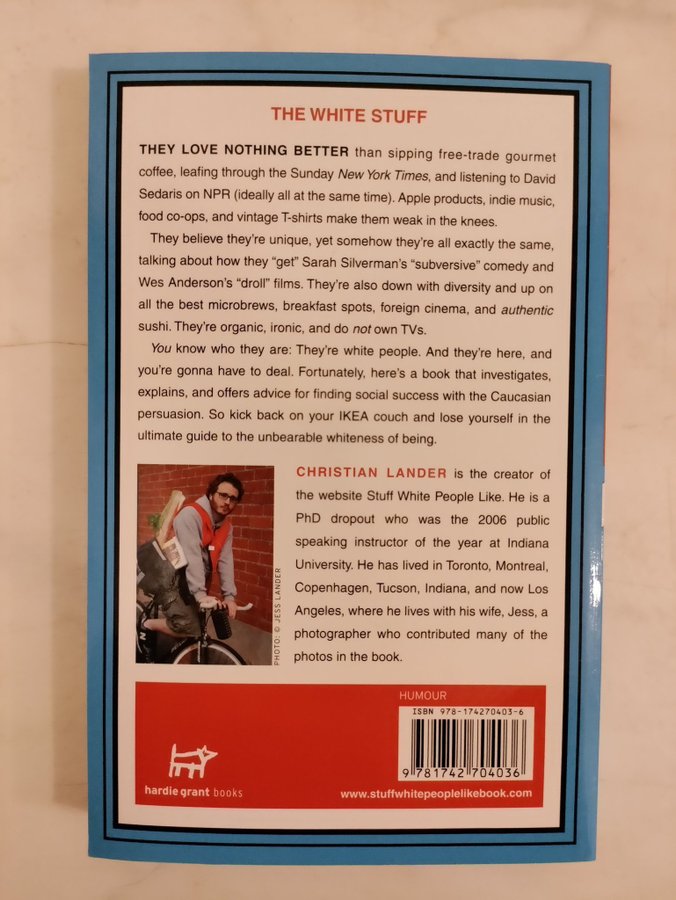 THE WHITE STUFF
THEY LOVE NOTHING BETTER than sipping free-trade gourmet
coffee, leafing through the Sunday New York Times, and listening to David
Sedaris on NPR (ideally all at the same time). Apple products, indie music,
food co-ops, and vintage T-shirts make them weak in the knees.
They believe they're unique, yet somehow they're all exactly the same,
talking about how they "get" Sarah Silverman's "subversive" comedy and
Wes Anderson's "droll" films. They're also down with diversity and up on
all the best microbrews, breakfast spots, foreign cinema, and authentic
sushi. They're organic, ironic, and do not own TVs.
You know who they are: They're white people. And they're here, and
you're gonna have to deal. Fortunately, here's a book that investigates,
explains, and offers advice for finding social success with the Caucasian
persuasion. So kick back on your IKEA couch and lose yourself in the
ultimate guide to the unbearable whiteness of being.
CHRISTIAN LANDER is the creator of
the website Stuff White People Like. He is a
PhD dropout who was the 2006 public
speaking instructor of the year at Indiana
University. He has lived in Toronto, Montreal,
Copenhagen, Tucson, Indiana, and now Los
Angeles, where he lives with his wife, Jess, a
photographer who contributed many of the
photos in the book.
PHOTO: © JESS LANDER
HUMOUR
ISBN 978-174270403-6
9 781742 704036
hardie grant books
www.stuffwhitepeoplelikebook.com